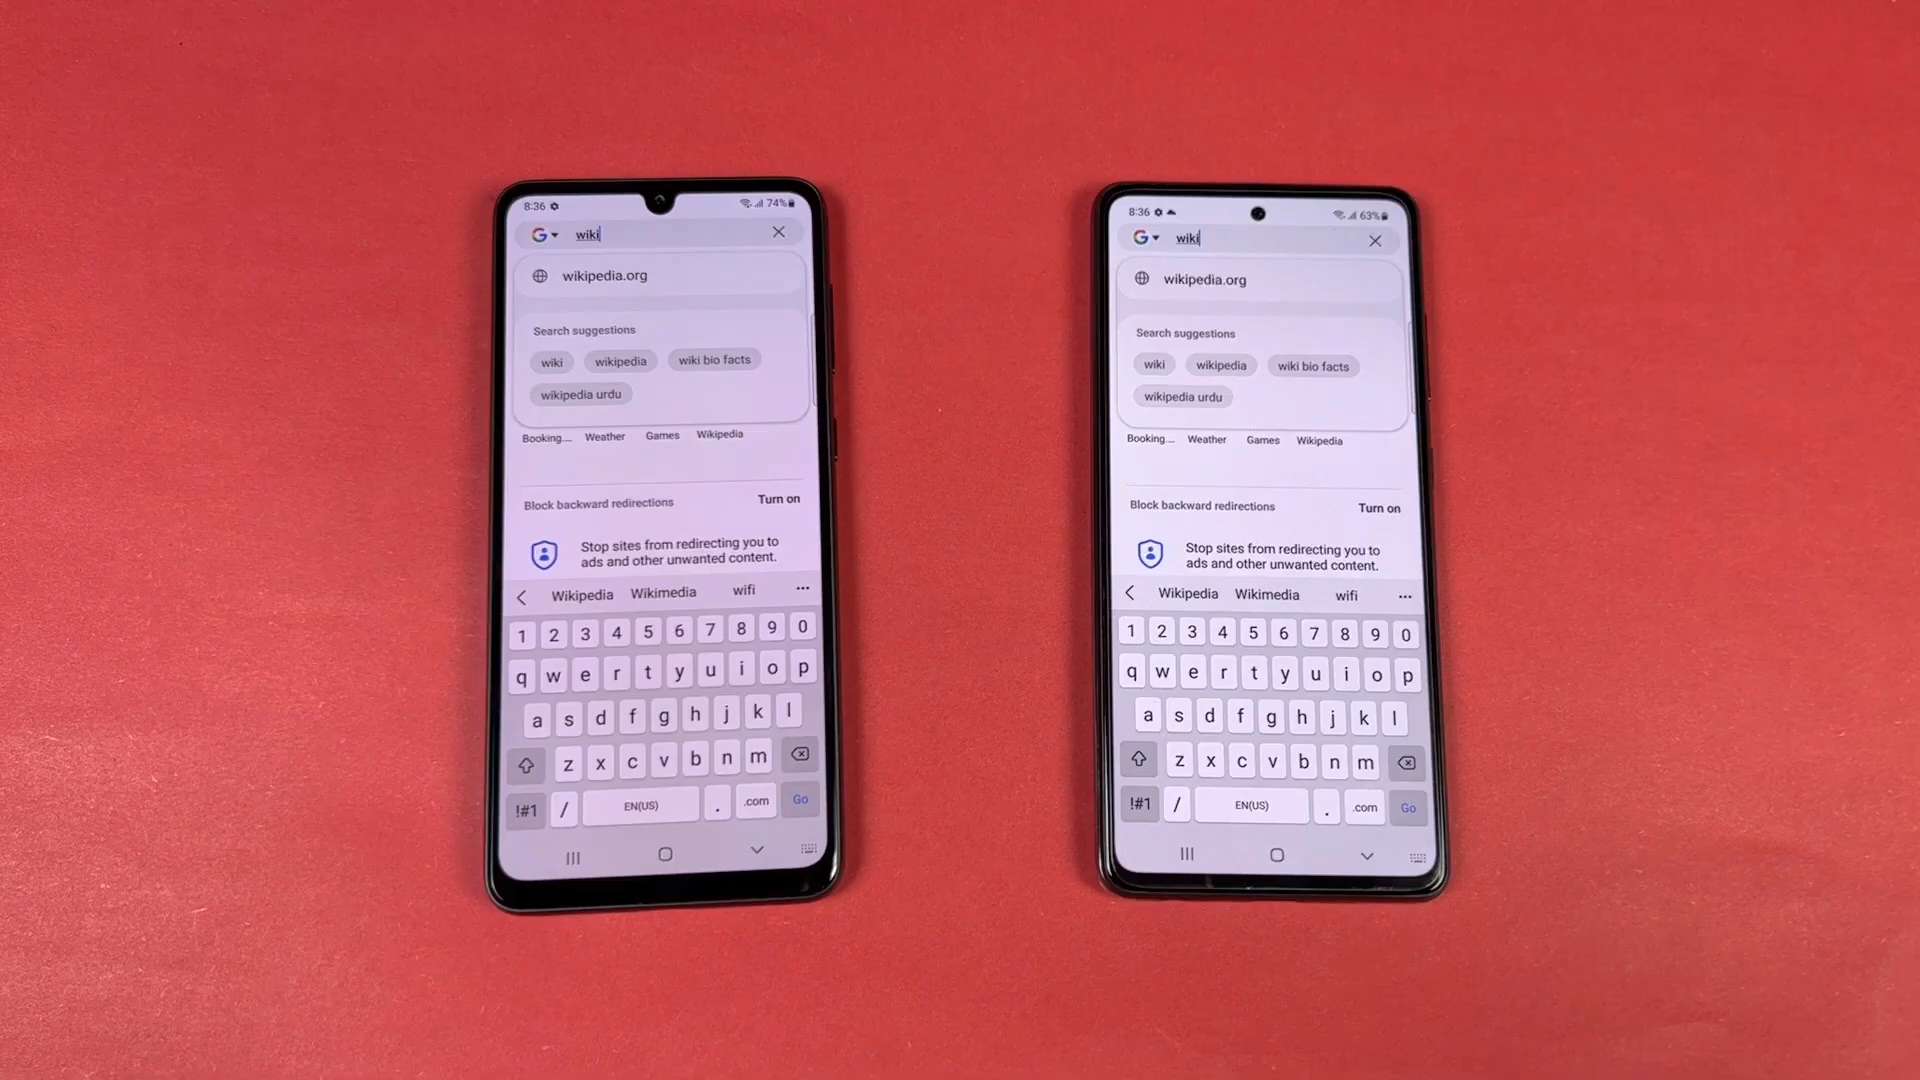 8:36 74%
wiki
wikipedia.org
Search suggestions
wiki wikipedia wiki bio facts
wikipedia urdu
Booking.... Weather Games Wikipedia
Block backward redirections Turn on
Stop sites from redirecting you to
ads and other unwanted content.
Wikipedia Wikimedia wifi ...
1 2 3 4 5 6 7 8 9 0
q w e r t y u i o p
a s d f g h j k l
z x c v b n m
!#1 / EN(US) . .com Go
8:36 63%
wiki
wikipedia.org
Search suggestions
wiki wikipedia wiki bio facts
wikipedia urdu
Booking.... Weather Games Wikipedia
Block backward redirections Turn on
Stop sites from redirecting you to
ads and other unwanted content.
Wikipedia Wikimedia wifi ...
1 2 3 4 5 6 7 8 9 0
q w e r t y u i o p
a s d f g h j k l
z x c v b n m
!#1 / EN(US) . .com Go